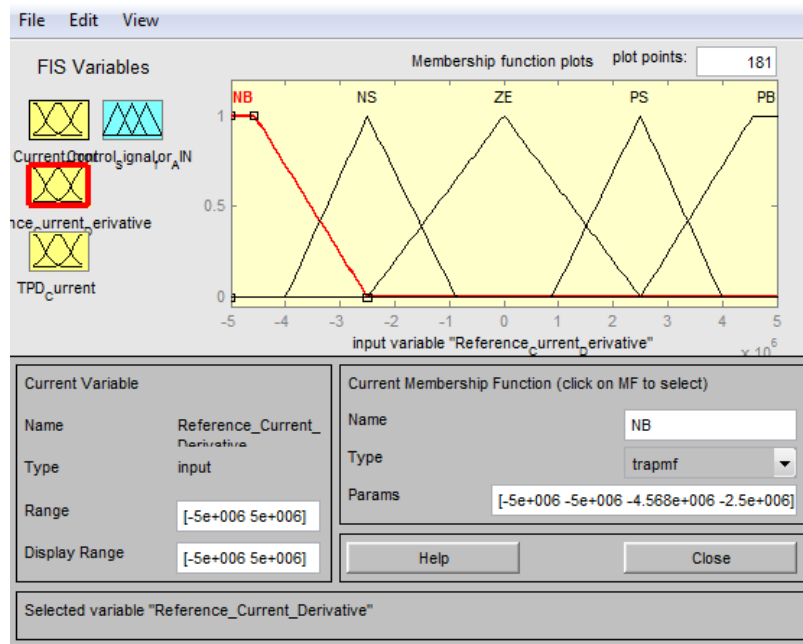 File Edit View
FIS Variables
Membership function plots plot points: 181
NB NS ZE PS PB
1
0.5
0
-5 -4 -3 -2 -1 0 1 2 3 4 5
input variable "Reference_Current_Derivative"
x 10^6
Control_Signal_for_AIN
nce_Current_Derivative
TPD_Current
Current Variable
Name Reference_Current_
Derivative
Type input
Range [-5e+006 5e+006]
Display Range [-5e+006 5e+006]
Current Membership Function (click on MF to select)
Name NB
Type trapmf
Params [-5e+006 -5e+006 -4.568e+006 -2.5e+006]
Help Close
Selected variable "Reference_Current_Derivative"